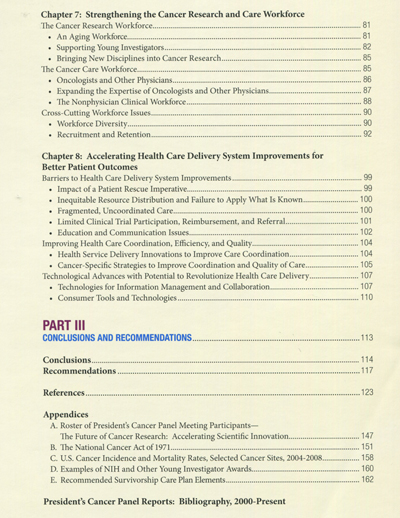 Chapter 7: Strengthening the Cancer Research and Care Workforce
The Cancer Research Workforce 81
• An Aging Workforce 81
• Supporting Young Investigators 82
• Bringing New Disciplines into Cancer Research 85
The Cancer Care Workforce 85
• Oncologists and Other Physicians 86
• Expanding the Expertise of Oncologists and Other Physicians 87
• The Nonphysician Clinical Workforce 88
Cross-Cutting Workforce Issues 90
• Workforce Diversity 90
• Recruitment and Retention 92
Chapter 8: Accelerating Health Care Delivery System Improvements for
Better Patient Outcomes
Barriers to Health Care Delivery System Improvements 99
• Impact of a Patient Rescue Imperative 99
• Inequitable Resource Distribution and Failure to Apply What Is Known 100
• Fragmented, Uncoordinated Care 100
• Limited Clinical Trial Participation, Reimbursement, and Referral 101
• Education and Communication Issues 102
Improving Health Care Coordination, Efficiency, and Quality 104
• Health Service Delivery Innovations to Improve Care Coordination 104
• Cancer-Specific Strategies to Improve Coordination and Quality of Care 105
Technological Advances with Potential to Revolutionize Health Care Delivery 107
• Technologies for Information Management and Collaboration 107
• Consumer Tools and Technologies 110
PART III
CONCLUSIONS AND RECOMMENDATIONS 113
Conclusions 114
Recommendations 117
References 123
Appendices
A. Roster of President's Cancer Panel Meeting Participants—
The Future of Cancer Research: Accelerating Scientific Innovation 147
B. The National Cancer Act of 1971 151
C. U.S. Cancer Incidence and Mortality Rates, Selected Cancer Sites, 2004-2008 158
D. Examples of NIH and Other Young Investigator Awards 160
E. Recommended Survivorship Care Plan Elements 162
President's Cancer Panel Reports: Bibliography, 2000-Present